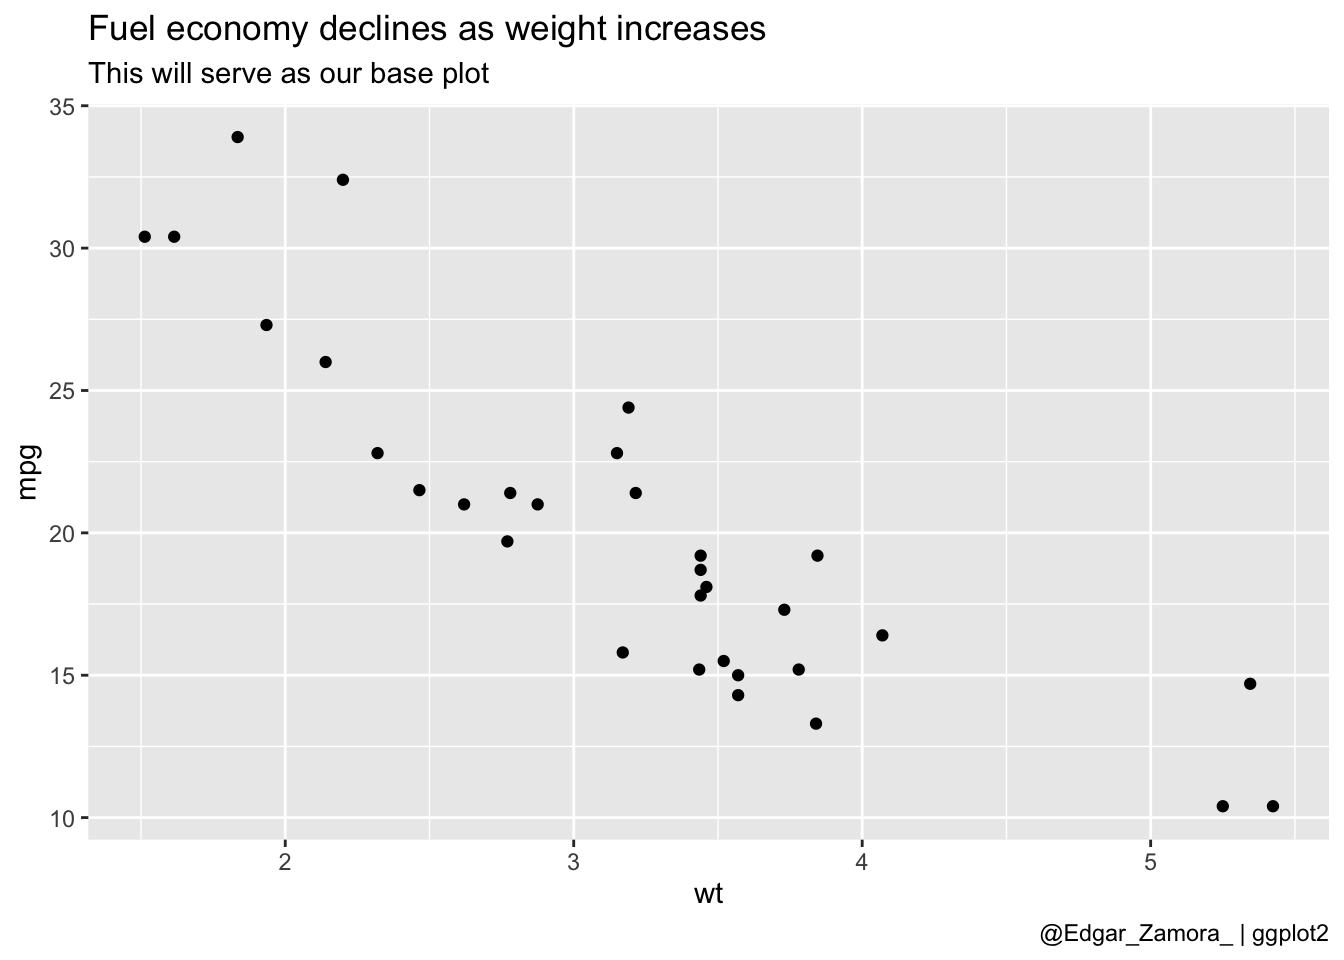 Fuel economy declines as weight increases
This will serve as our base plot
35
30
25
20
15
10
mpg
2 3 4 5
wt
@Edgar_Zamora_ | ggplot2